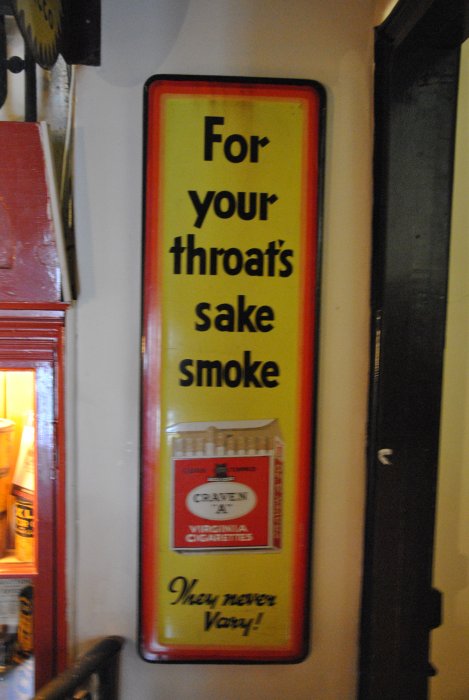 For
your
throat's
sake
smoke
CRAVEN
"A"
VIRGINIA
CIGARETTES
They never
Vary!